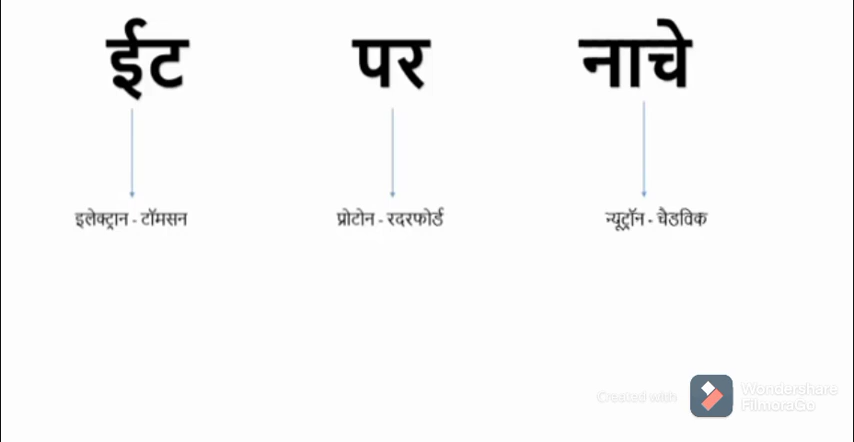 ईट पर नाचे
इलेक्ट्रान - टॉमसन प्रोटोन - रदरफोर्ड न्यूट्रॉन - चैडविक
Created with Wondershare
FilmoraGo